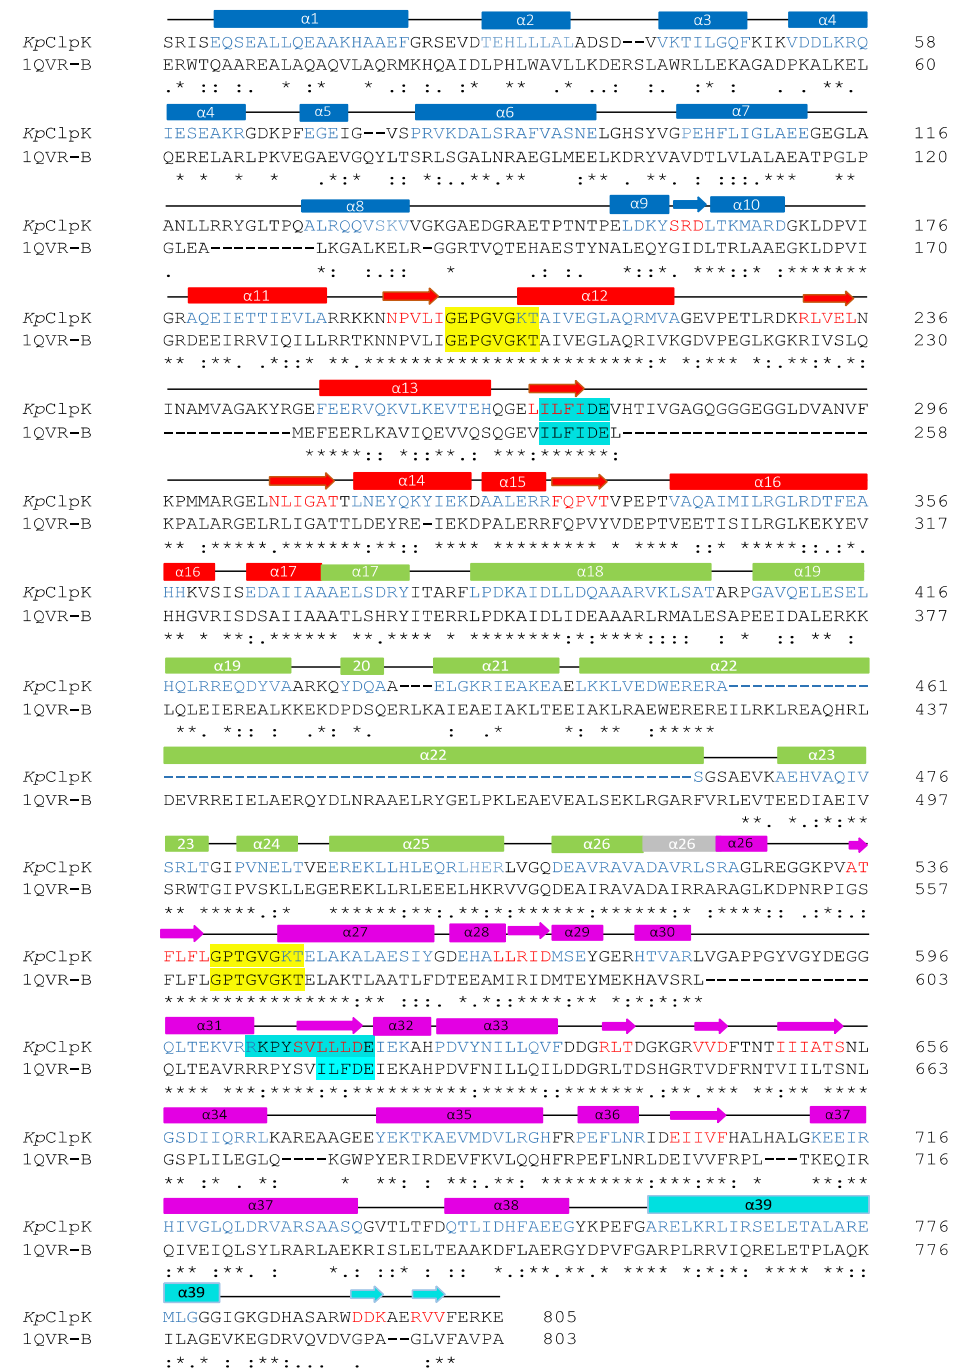 α1 α2 α3 α4
KpClpK SRISEQSEALLQEAAKHAAEFGRSEVDTEHLLLALADSD--VVKTILGQFKIKVDDLKRQ 58
1QVR-B ERWTQAAREALAQAQVLAQRMKHQAIDLPHLWAVLLKDERSLAWRLLEKAGADPKALKEL 60
α4 α5 α6 α7
KpClpK IESEAKRGDKPFEGEIG--VSPRVKDALSRAFVASNELGHSYVGPEHFLIGLAEEGEGLA 116
1QVR-B QERELARLPKVEGAEVGQYLTSRLSGALNRAEGLMEELKDRYVAVDTLVLALAEATPGLP 120
α8 α9 α10
KpClpK ANLLRRYGLTPQALRQQVSKVVGKGAEDGRAETPTNTPELDKYSRDLTKMARDGKLDPVI 176
1QVR-B GLEA-------LKGALKELR-GGRTVQTEHAESTYNALEQYGIDLTRLAAEGKLDPVI 170
α11 α12
KpClpK GRAQEIETTIEVLARRKKNNPVLIGEPGVGKTAIVEGLAQRMVAGEVPETLRDKRLVELN 236
1QVR-B GRDEEIRRVIQILLRRTKNNPVLIGEPGVGKTAIVEGLAQRIVKGDVPEGLKGKRIVSLQ 230
α13
KpClpK INAMVAGAKYRGEFEERVQKVLKEVTEHQGELILFIDEVHTIVGAGQGGGEGGLDVANVF 296
1QVR-B -----------MEFEERLKAVIQEVVQSQGEVILFIDEL--------------------- 258
α14 α15 α16
KpClpK KPMMARGELNLIGATTLNEYQKYIEKDAALERRFQPVTVPEPTVAQAIMILRGLRDTFEA 356
1QVR-B KPALARGELRLIGATTLDEYRE-IEKDPALERRFQPVYVDEPTVEETISILRGLKEKYEV 317
α16 α17 α17 α18 α19
KpClpK HHKVSISEDAIIAAAELSDRYITARFLPDKAIDLLDQAAARVKLSATARPGAVQELESEL 416
1QVR-B HHGVRISDSAIIAAATLSHRYITERRLPDKAIDLIDEAAARLRMALESAPEEIDALERKK 377
α19 20 α21 α22
KpClpK HQLRREQDYVAARKQYDQAA---ELGKRIEAKEAELKKLVEDWERERA------------ 461
1QVR-B LQLEIEREALKKEKDPDSQERLKAIEAEIAKLTEEIAKLRAEWEREREILRKLREAQHRL 437
α22 α23
KpClpK ---------------------------------------------SGSAEVKAEHVAQIV 476
1QVR-B DEVRREIELAERQYDLNRAAELRYGELPKLEAEVEALSEKLRGARFVRLEVTEEDIAEIV 497
23 α24 α25 α26 α26 α26
KpClpK SRLTGIPVNELTVEEREKLLHLEQRLHERLVGQDEAVRAVADAVRLSRAGLREGGKPVAT 536
1QVR-B SRWTGIPVSKLLEGEREKLLRLEEELHKRVVGQDEAIRAVADAIRRARAGLKDPNRPIGS 557
α27 α28 α29 α30
KpClpK FLFLGPTGVGKTELAKALAESIYGDEHALLRIDMSEYGERHTVARLVGAPPGYVGYDEGG 596
1QVR-B FLFLGPTGVGKTELAKTLAATLFDTEEAMIRIDMTEYMEKHAVSRL-------------- 603
α31 α32 α33
KpClpK QLTEKVRRKPYSVLLLDEIEKAHPDVYNILLQVFDDGRLTDGKGRVVDFTNTIIIATSNL 656
1QVR-B QLTEAVRRRPYSVILFDEIEKAHPDVFNILLQILDDGRLTDSHGRTVDFRNTVIILTSNL 663
α34 α35 α36 α37
KpClpK GSDIIQRRLKAREAAGEEYEKTKAEVMDVLRGHFRPEFLNRIDEIIVFHALHALGKEEIR 716
1QVR-B GSPLILEGLQ----KGWPYERIRDEVFKVLQQHFRPEFLNRLDEIVVFRPL--TKEQIR 716
α37 α38 α39
KpClpK HIVGLQLDRVARSAASQGVTLTFDQTLIDHFAEEGYKPEFGARELKRLIRSELETALARE 776
1QVR-B QIVEIQLSYLRARLAEKRISLELTEAAKDFLAERGYDPVFGARPLRRVIQRELETPLAQK 776
α39
KpClpK MLGGGIGKGDHASARWDDKAERVVFERKE 805
1QVR-B ILAGEVKEGDRVQVDVGPA--GLVFAVPA 803